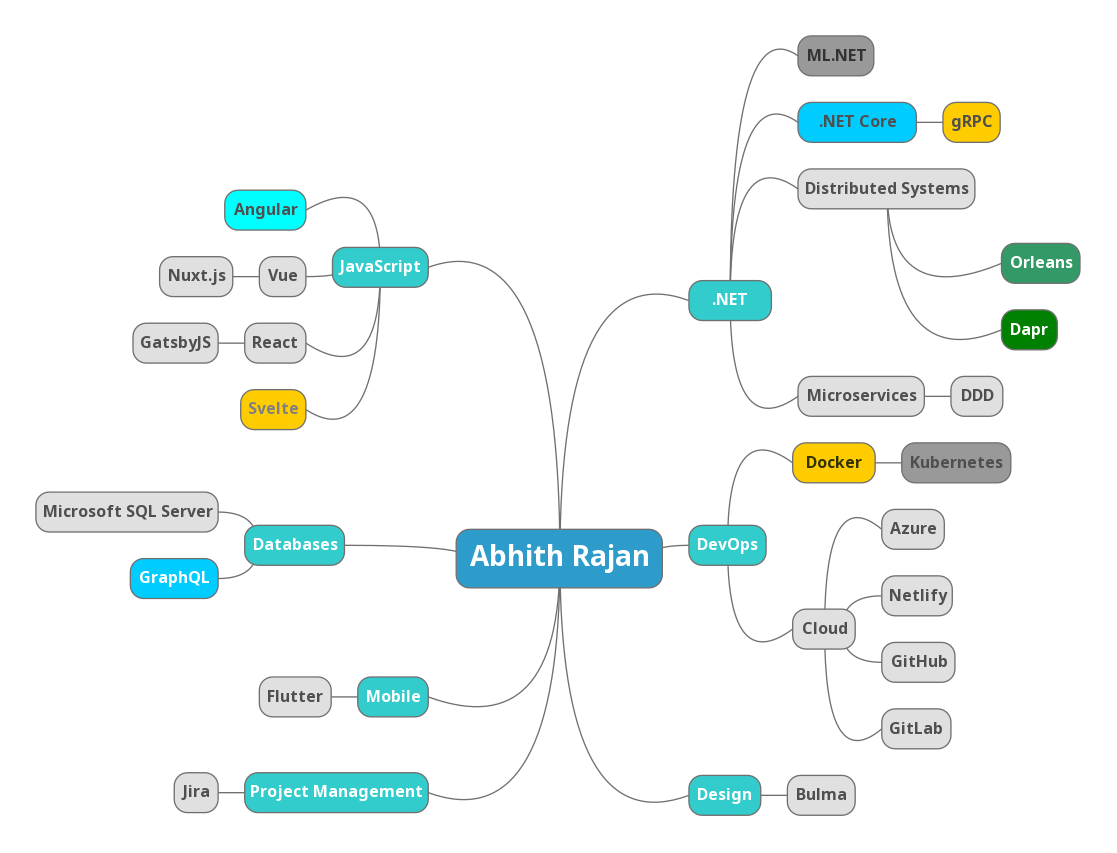 Abhith Rajan
.NET
ML.NET
.NET Core
gRPC
Distributed Systems
Orleans
Dapr
Microservices
DDD
DevOps
Docker
Kubernetes
Cloud
Azure
Netlify
GitHub
GitLab
Design
Bulma
JavaScript
Angular
Vue
Nuxt.js
React
GatsbyJS
Svelte
Databases
Microsoft SQL Server
GraphQL
Mobile
Flutter
Project Management
Jira